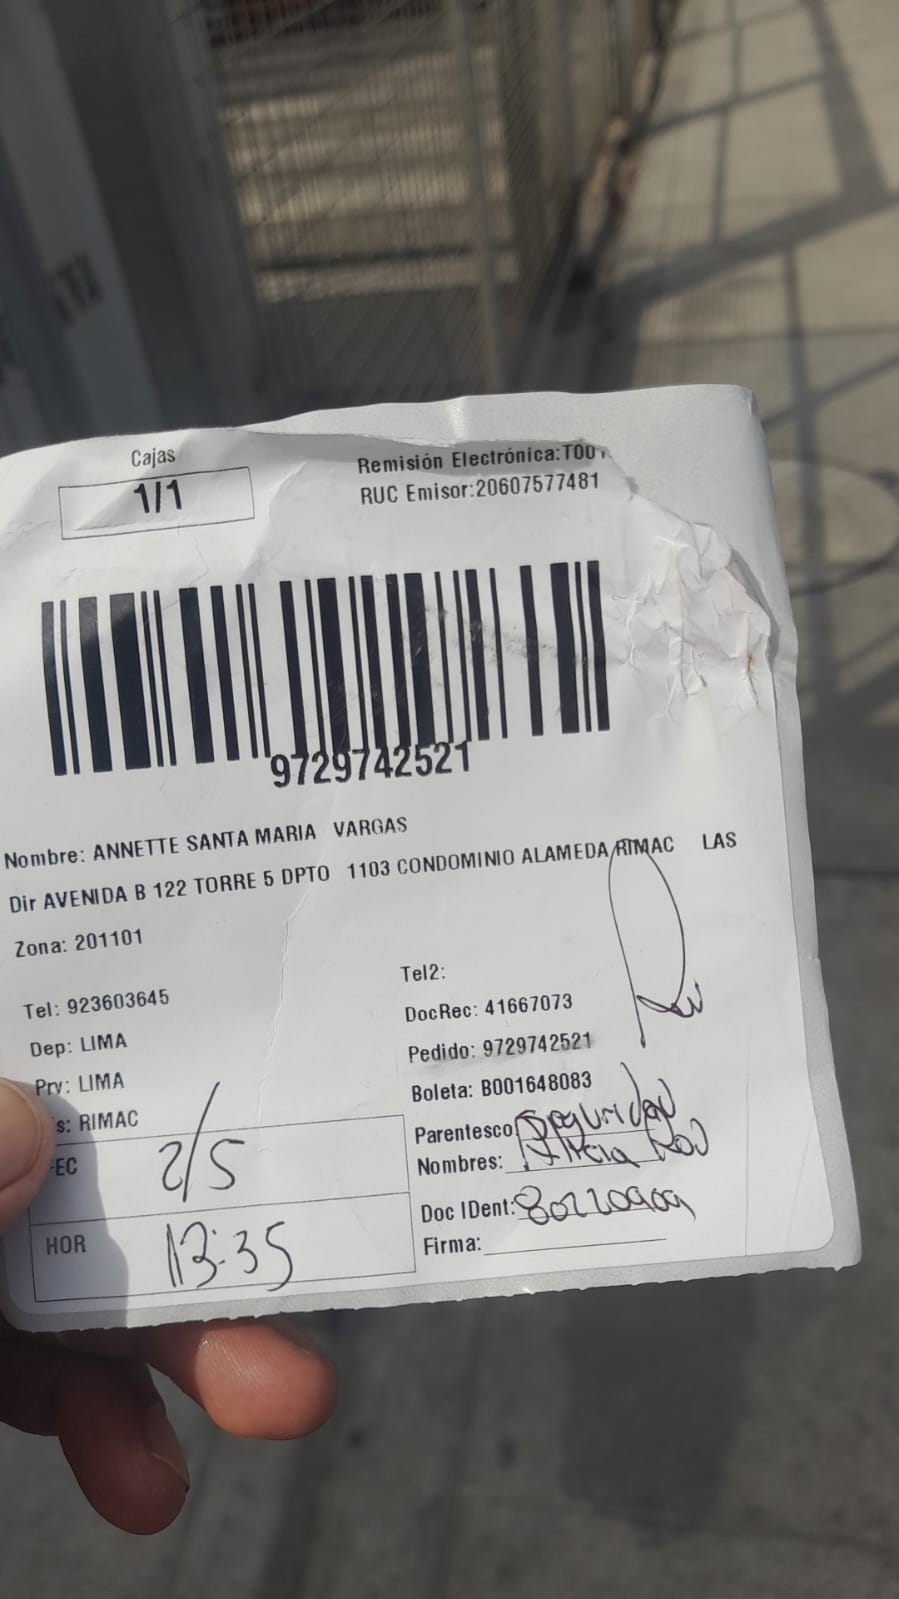 Cajas
1/1
Remisión Electrónica:T001
RUC Emisor:20607577481
9729742521
Nombre: ANNETTE SANTA MARIA VARGAS
Dir AVENIDA B 122 TORRE 5 DPTO 1103 CONDOMINIO ALAMEDA RIMAC LAS
Zona: 201101
Tel: 923603645
Dep: LIMA
Prv: LIMA
s: RIMAC
FEC 2/5
HOR 13:35
Tel2:
DocRec: 41667073
Pedido: 9729742521
Boleta: B001648083
Parentesco: Seguridad
Nombres:
Doc IDent: 80220909
Firma: